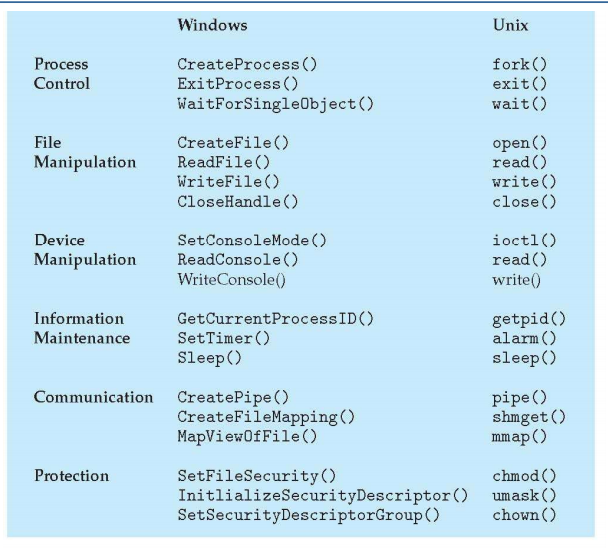 Windows Unix
Process CreateProcess() fork()
Control ExitProcess() exit()
WaitForSingleObject() wait()
File CreateFile() open()
Manipulation ReadFile() read()
WriteFile() write()
CloseHandle() close()
Device SetConsoleMode() ioctl()
Manipulation ReadConsole() read()
WriteConsole() write()
Information GetCurrentProcessID() getpid()
Maintenance SetTimer() alarm()
Sleep() sleep()
Communication CreatePipe() pipe()
CreateFileMapping() shmget()
MapViewOfFile() mmap()
Protection SetFileSecurity() chmod()
InitlializeSecurityDescriptor() umask()
SetSecurityDescriptorGroup() chown()